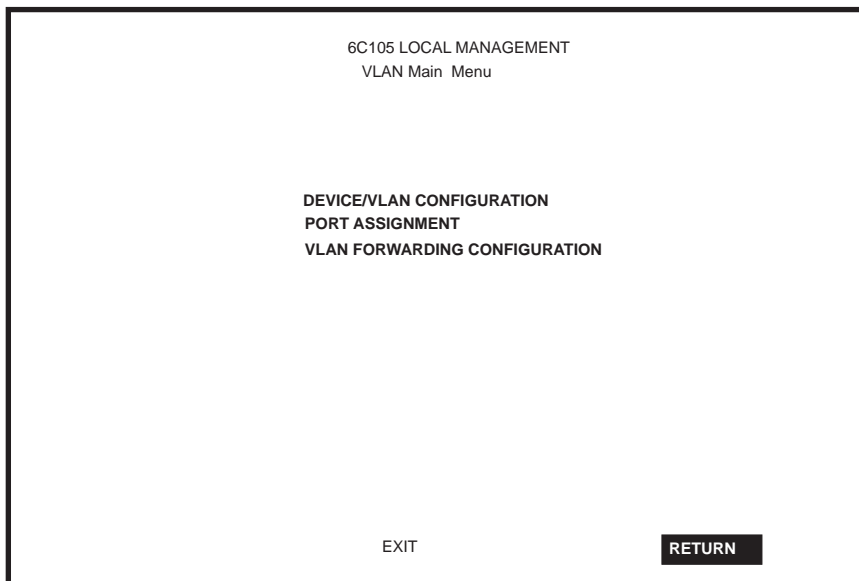 6C105 LOCAL MANAGEMENT
VLAN Main Menu
DEVICE/VLAN CONFIGURATION
PORT ASSIGNMENT
VLAN FORWARDING CONFIGURATION
EXIT
RETURN